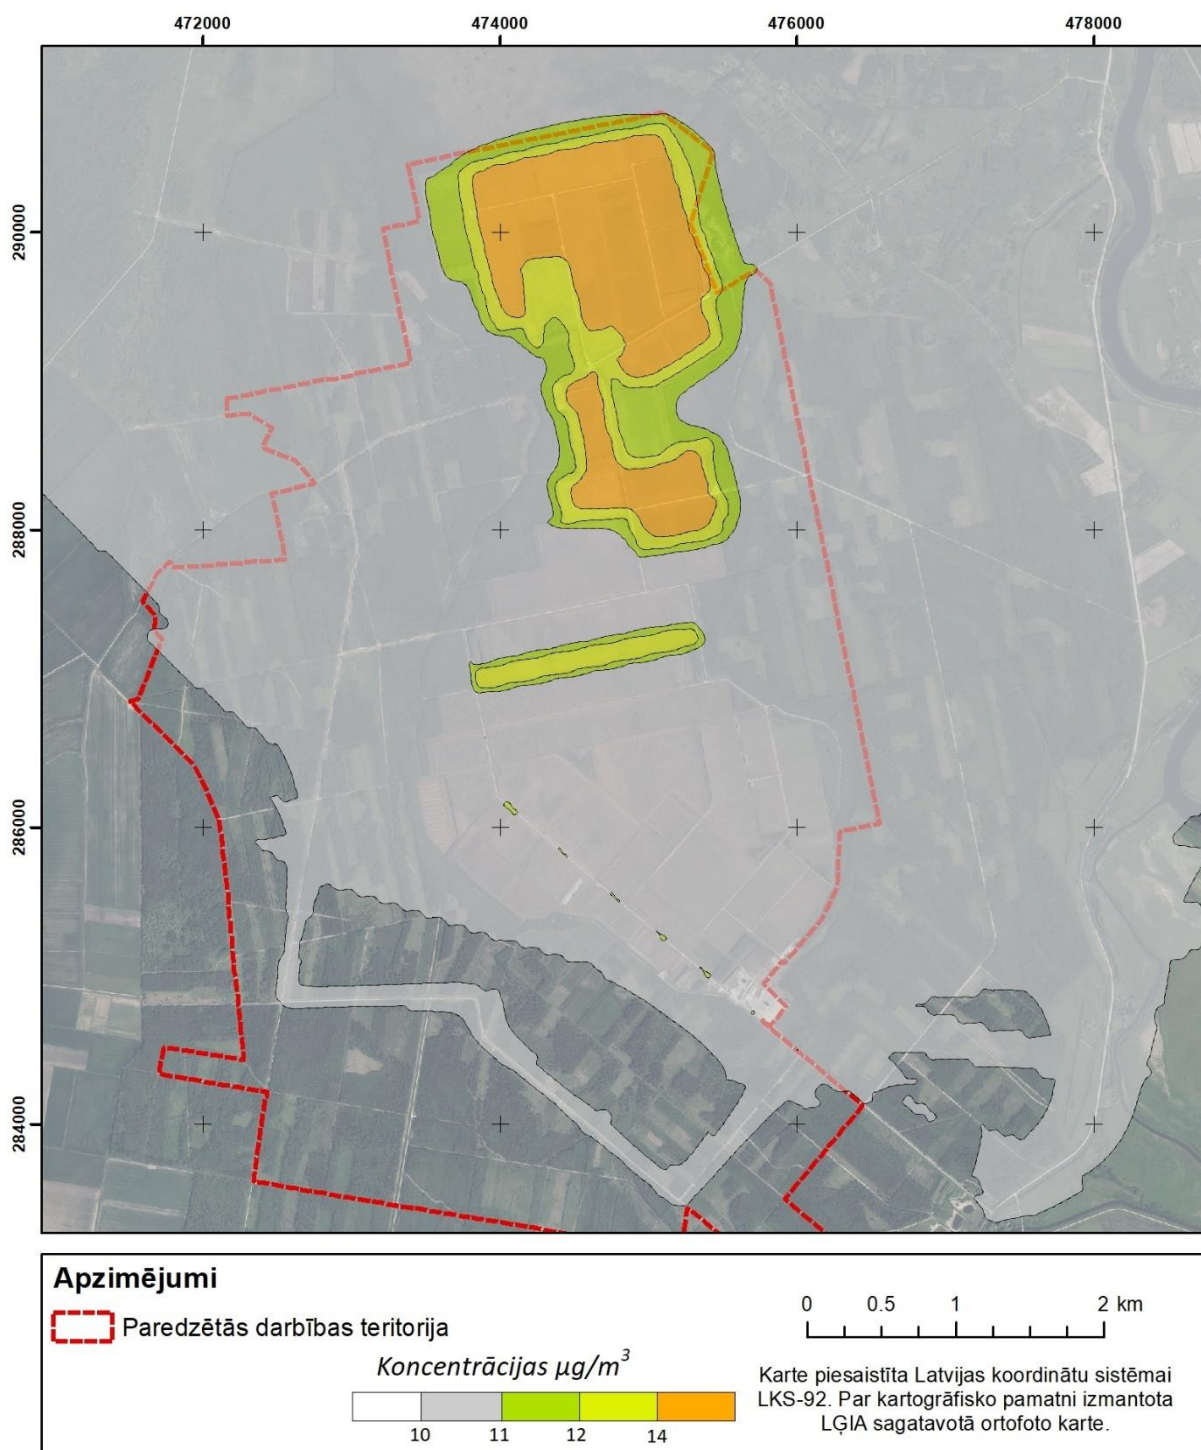 472000 474000 476000 478000
290000
288000
286000
284000
Apzīmējumi
Paredzētās darbības teritorija
Koncentrācijas µg/m³
10 11 12 14
0 0.5 1 2 km
Karte piesaistīta Latvijas koordinātu sistēmai
LKS-92. Par kartogrāfisko pamatni izmantota
LĢIA sagatavotā ortofoto karte.